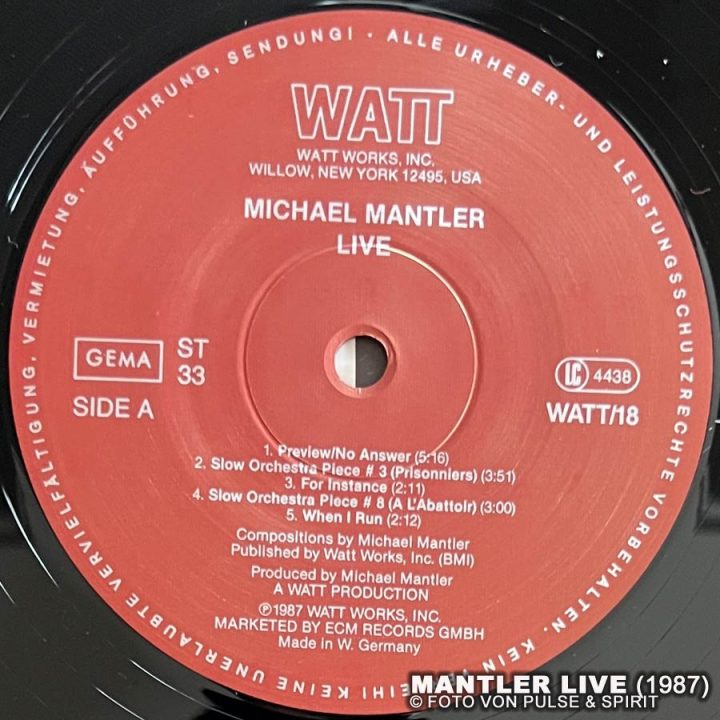 WATT
WATT WORKS, INC.
WILLOW, NEW YORK 12495, USA
MICHAEL MANTLER
LIVE
GEMA
ST
33
SIDE A
LC 4438
WATT/18
1. Preview/No Answer (5:16)
2. Slow Orchestra Piece # 3 (Prisonniers) (3:51)
3. For Instance (2:11)
4. Slow Orchestra Piece # 8 (A L'Abattoir) (3:00)
5. When I Run (2:12)
Compositions by Michael Mantler
Published by Watt Works, Inc. (BMI)
Produced by Michael Mantler
A WATT PRODUCTION
℗1987 WATT WORKS, INC.
MARKETED BY ECM RECORDS GMBH
Made in W. Germany
ALLE URHEBER- UND LEISTUNGSSCHUTZRECHTE VORBEHALTEN. KEIN KEINE UNERLAUBTE VERVIELFÄLTIGUNG, VERMIETUNG, AUFFÜHRUNG, SENDUNG! ·
MANTLER LIVE (1987)
© FOTO VON PULSE & SPIRIT